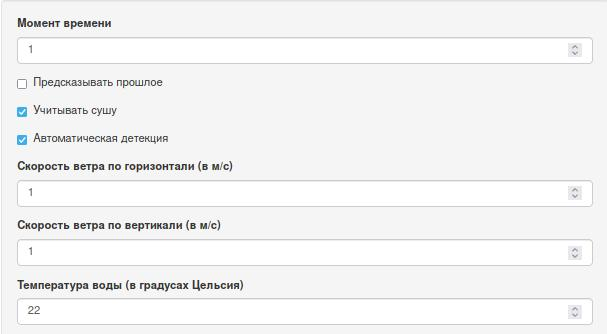 Момент времени
1
Предсказывать прошлое
Учитывать сушу
Автоматическая детекция
Скорость ветра по горизонтали (в м/с)
1
Скорость ветра по вертикали (в м/с)
1
Температура воды (в градусах Цельсия)
22